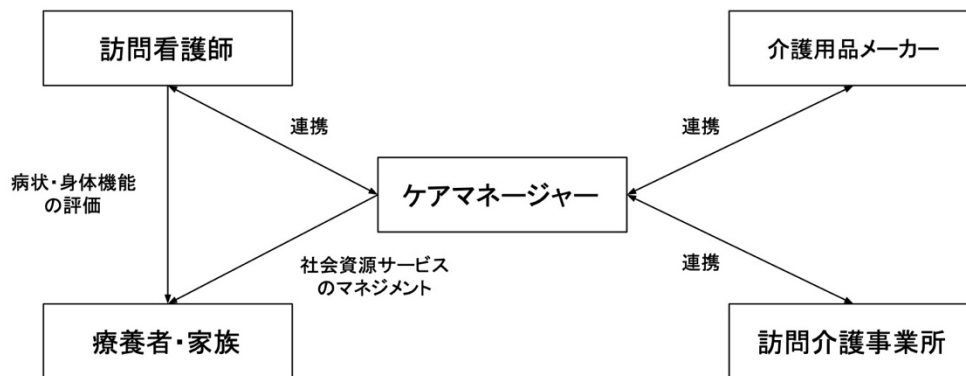 訪問看護師
介護用品メーカー
連携
連携
病状・身体機能
の評価
ケアマネージャー
社会資源サービス
のマネジメント
連携
療養者・家族
訪問介護事業所